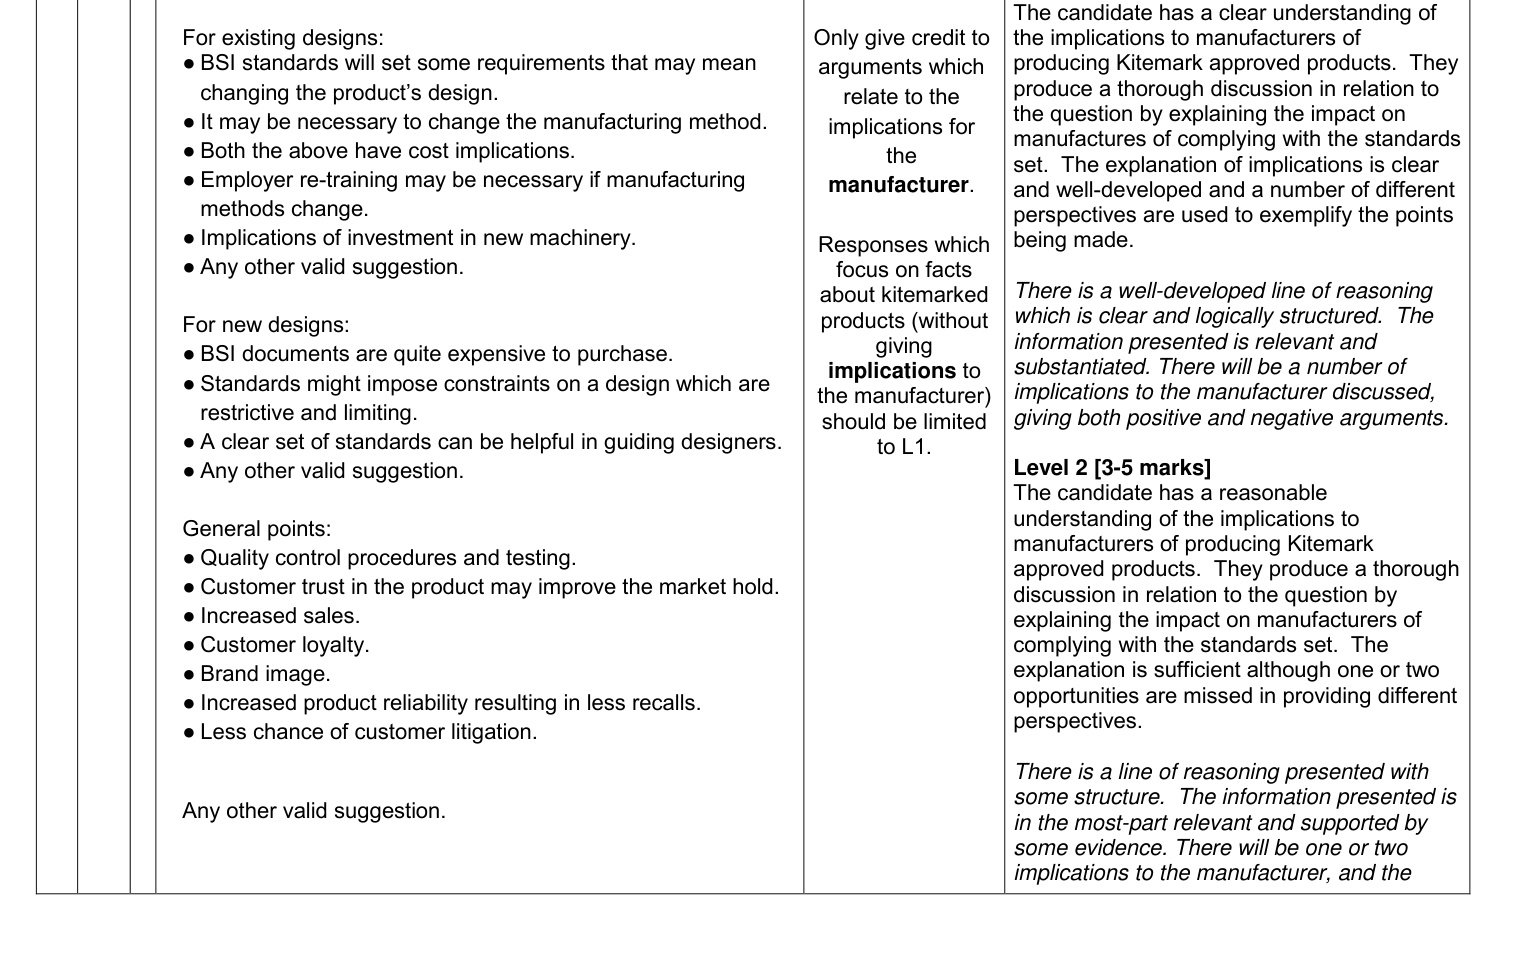 For existing designs:
● BSI standards will set some requirements that may mean
changing the product’s design.
● It may be necessary to change the manufacturing method.
● Both the above have cost implications.
● Employer re-training may be necessary if manufacturing
methods change.
● Implications of investment in new machinery.
● Any other valid suggestion.
For new designs:
● BSI documents are quite expensive to purchase.
● Standards might impose constraints on a design which are
restrictive and limiting.
● A clear set of standards can be helpful in guiding designers.
● Any other valid suggestion.
General points:
● Quality control procedures and testing.
● Customer trust in the product may improve the market hold.
● Increased sales.
● Customer loyalty.
● Brand image.
● Increased product reliability resulting in less recalls.
● Less chance of customer litigation.
Any other valid suggestion.
Only give credit to
arguments which
relate to the
implications for
the
manufacturer.
Responses which
focus on facts
about kitemarked
products (without
giving
implications to
the manufacturer)
should be limited
to L1.
The candidate has a clear understanding of
the implications to manufacturers of
producing Kitemark approved products.  They
produce a thorough discussion in relation to
the question by explaining the impact on
manufactures of complying with the standards
set.  The explanation of implications is clear
and well-developed and a number of different
perspectives are used to exemplify the points
being made.
There is a well-developed line of reasoning
which is clear and logically structured.  The
information presented is relevant and
substantiated. There will be a number of
implications to the manufacturer discussed,
giving both positive and negative arguments.
Level 2 [3-5 marks]
The candidate has a reasonable
understanding of the implications to
manufacturers of producing Kitemark
approved products.  They produce a thorough
discussion in relation to the question by
explaining the impact on manufacturers of
complying with the standards set.  The
explanation is sufficient although one or two
opportunities are missed in providing different
perspectives.
There is a line of reasoning presented with
some structure.  The information presented is
in the most-part relevant and supported by
some evidence. There will be one or two
implications to the manufacturer, and the